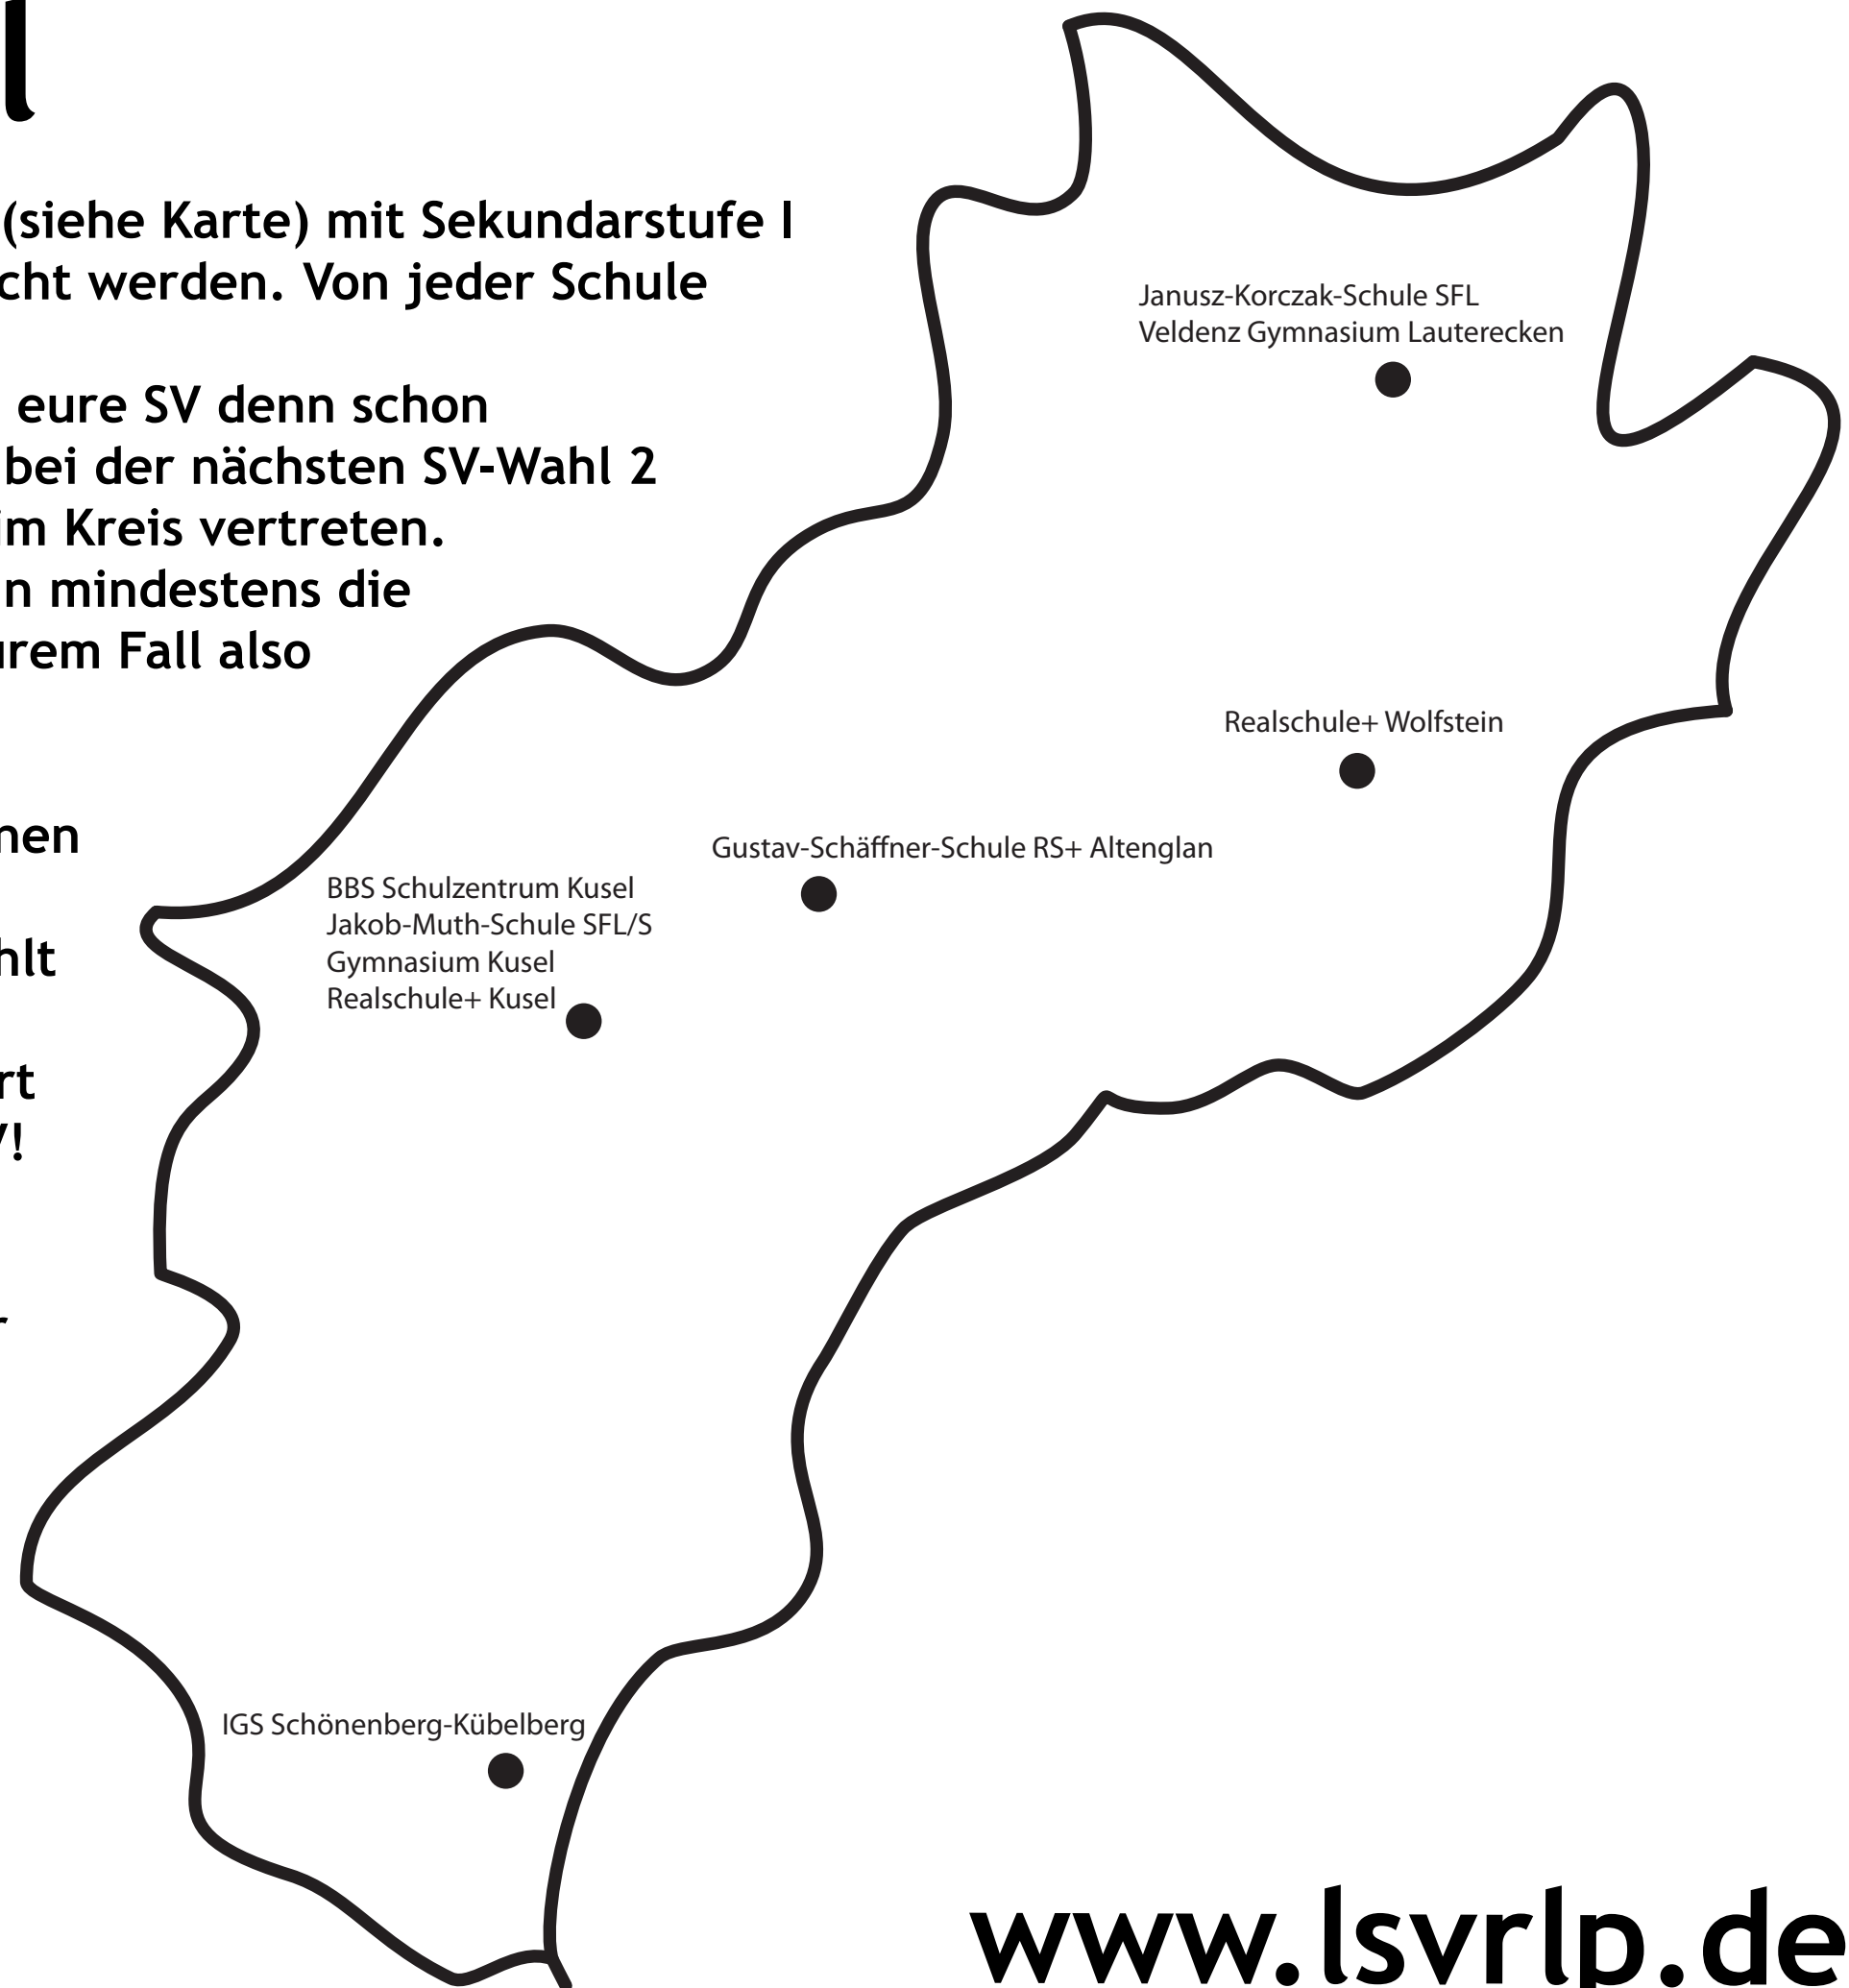 l
(siehe Karte) mit Sekundarstufe I
cht werden. Von jeder Schule
eure SV denn schon
bei der nächsten SV-Wahl 2
im Kreis vertreten.
n mindestens die
urem Fall also
nen
hlt
rt
V!
r
Janusz-Korczak-Schule SFL
Veldenz Gymnasium Lauterecken
Realschule+ Wolfstein
Gustav-Schäffner-Schule RS+ Altenglan
BBS Schulzentrum Kusel
Jakob-Muth-Schule SFL/S
Gymnasium Kusel
Realschule+ Kusel
IGS Schönenberg-Kübelberg
www.lsvrlp.de